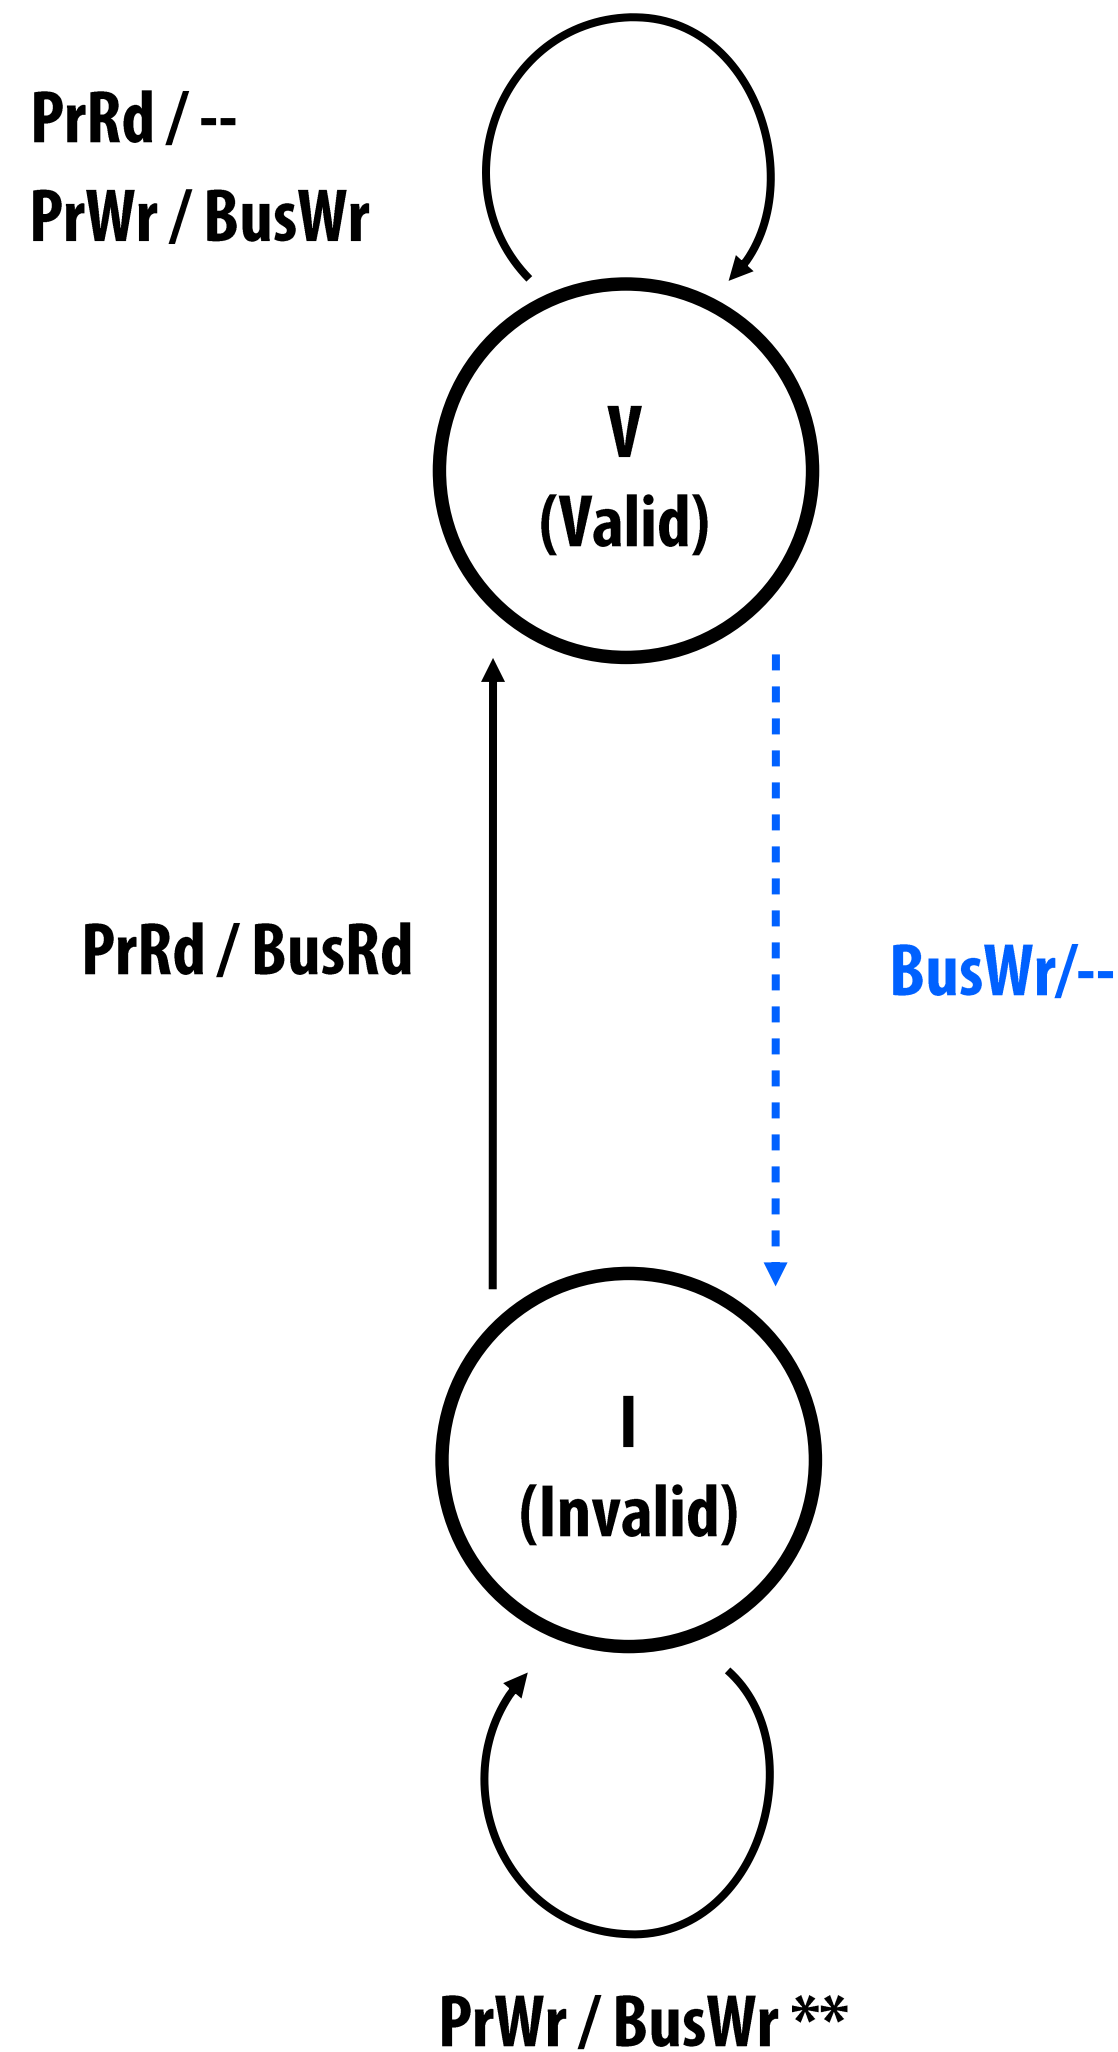 PrRd / --
PrWr / BusWr
V
(Valid)
PrRd / BusRd
BusWr/--
I
(Invalid)
PrWr / BusWr **